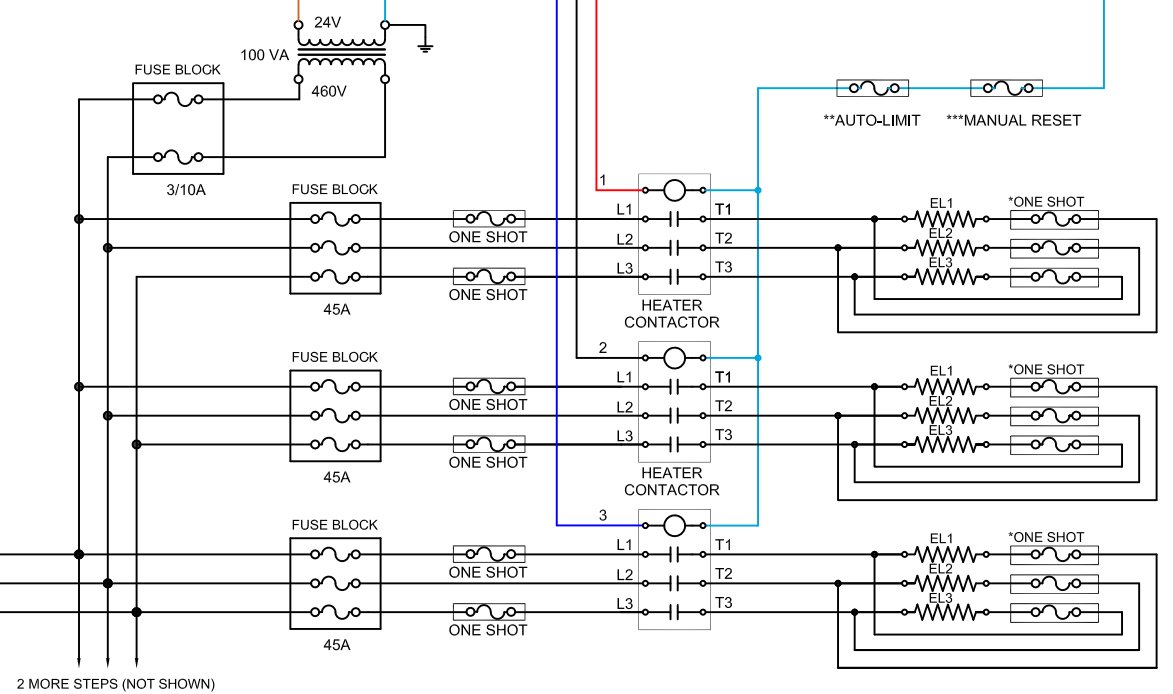 24V
100 VA
460V
FUSE BLOCK
3/10A
**AUTO-LIMIT
***MANUAL RESET
FUSE BLOCK
ONE SHOT
ONE SHOT
45A
1
L1
T1
L2
T2
L3
T3
HEATER
CONTACTOR
EL1
EL2
EL3
*ONE SHOT
FUSE BLOCK
ONE SHOT
ONE SHOT
45A
2
L1
T1
L2
T2
L3
T3
HEATER
CONTACTOR
EL1
EL2
EL3
*ONE SHOT
FUSE BLOCK
ONE SHOT
ONE SHOT
45A
3
L1
T1
L2
T2
L3
T3
EL1
EL2
EL3
*ONE SHOT
2 MORE STEPS (NOT SHOWN)